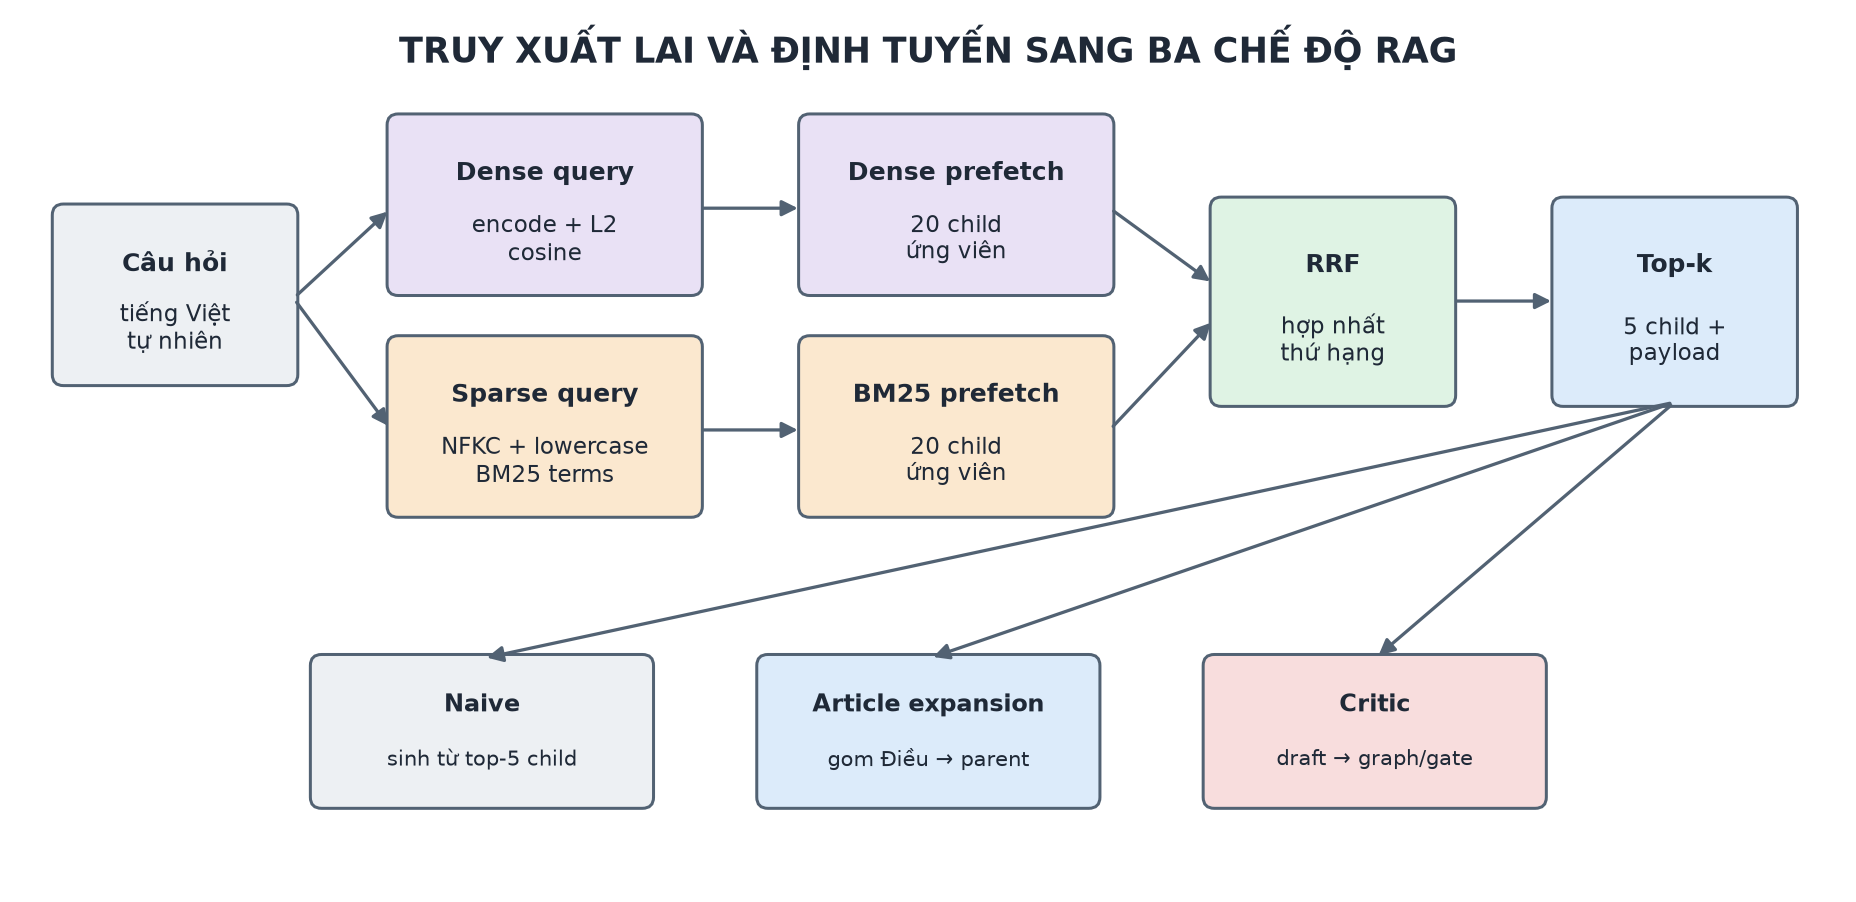 TRUY XUẤT LAI VÀ ĐỊNH TUYẾN SANG BA CHẾ ĐỘ RAG
Câu hỏi
tiếng Việt
tự nhiên
Dense query
encode + L2
cosine
Dense prefetch
20 child
ứng viên
Sparse query
NFKC + lowercase
BM25 terms
BM25 prefetch
20 child
ứng viên
RRF
hợp nhất
thứ hạng
Top-k
5 child +
payload
Naive
sinh từ top-5 child
Article expansion
gom Điều → parent
Critic
draft → graph/gate